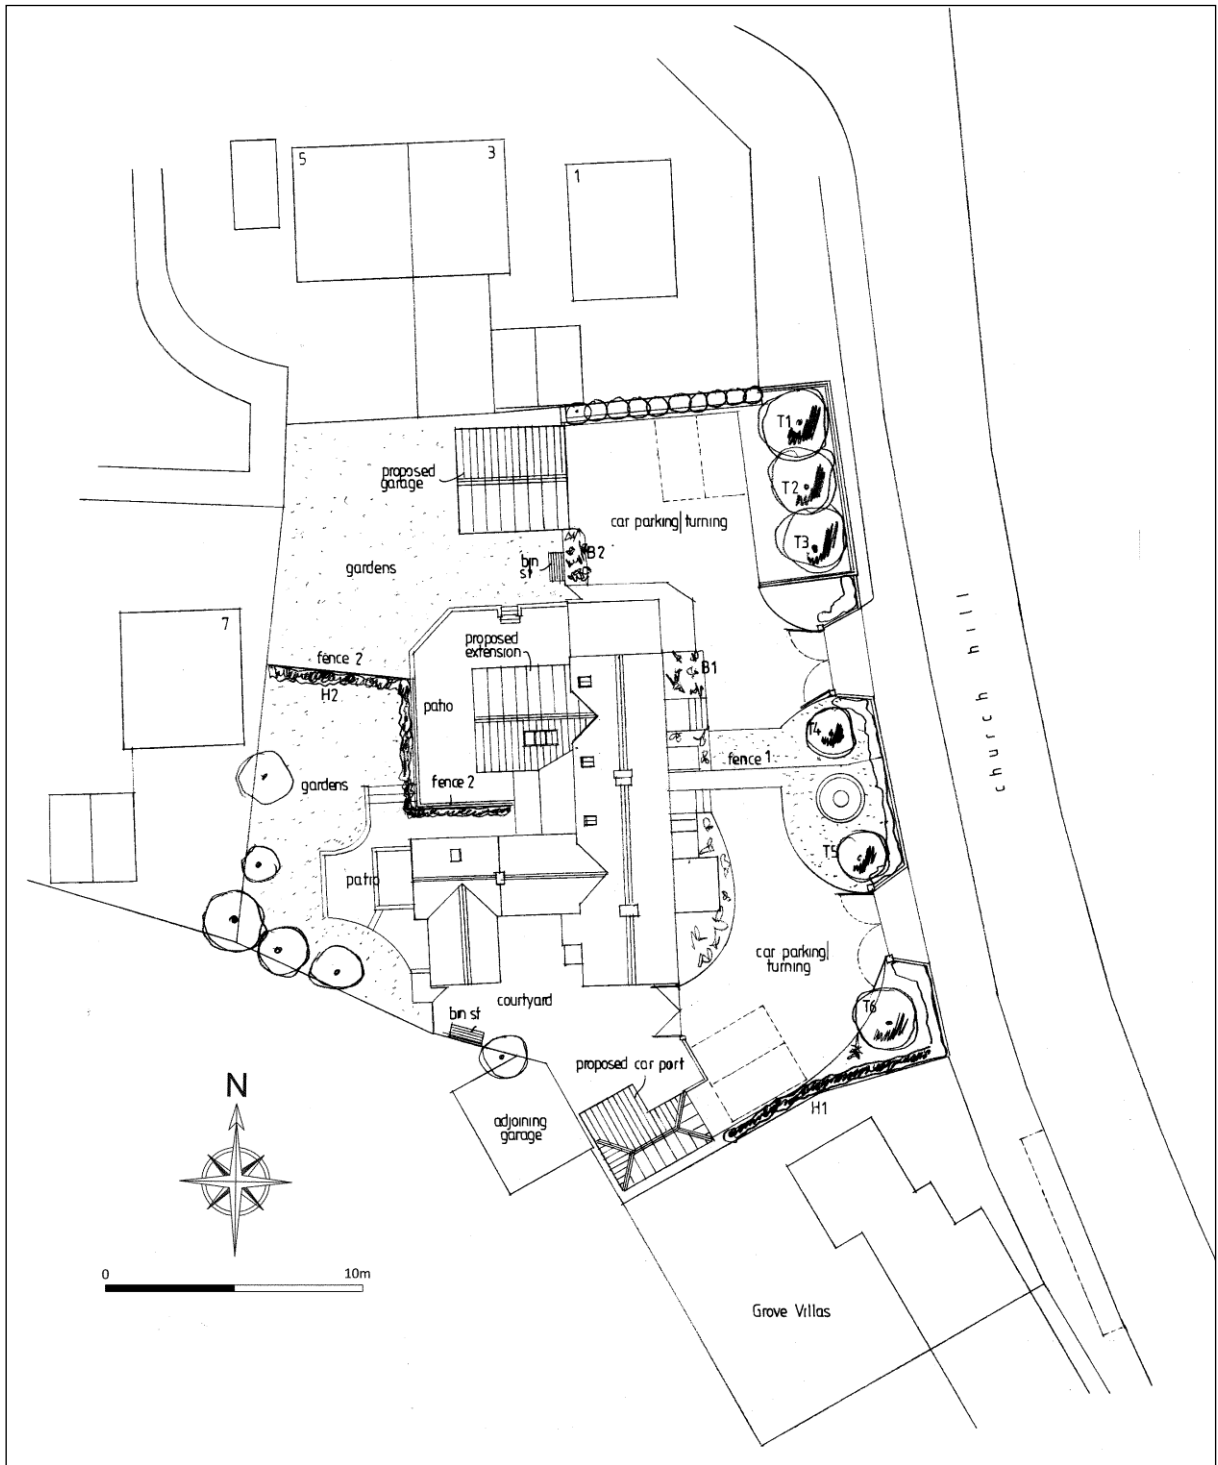 5
3
1
T1
proposed
garage
T2
car parking/turning
T3
B2
bin
st
gardens
church hill
7
proposed
extension
fence 2
B1
H2
patio
T4
fence 1
fence 2
gardens
T5
patio
car parking/
turning
courtyard
T6
bin st
proposed car port
N
H1
adjoining
garage
0 10m
Grove Villas